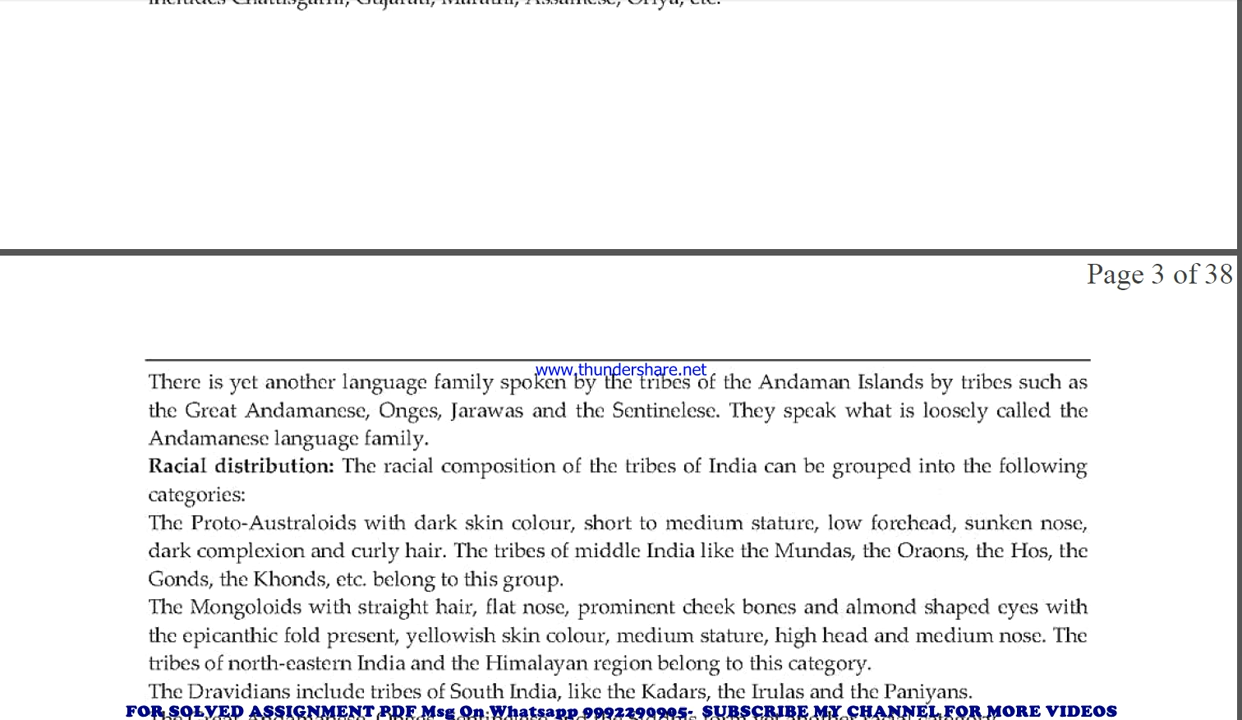 includes Chattisgarhi, Gujarati, Marathi, Assamese, Oriya, etc.
Page 3 of 38
www.thundershare.net
There is yet another language family spoken by the tribes of the Andaman Islands by tribes such as
the Great Andamanese, Onges, Jarawas and the Sentinelese. They speak what is loosely called the
Andamanese language family.
Racial distribution: The racial composition of the tribes of India can be grouped into the following
categories:
The Proto-Australoids with dark skin colour, short to medium stature, low forehead, sunken nose,
dark complexion and curly hair. The tribes of middle India like the Mundas, the Oraons, the Hos, the
Gonds, the Khonds, etc. belong to this group.
The Mongoloids with straight hair, flat nose, prominent cheek bones and almond shaped eyes with
the epicanthic fold present, yellowish skin colour, medium stature, high head and medium nose. The
tribes of north-eastern India and the Himalayan region belong to this category.
The Dravidians include tribes of South India, like the Kadars, the Irulas and the Paniyans.
FOR SOLVED ASSIGNMENT PDF Msg On:Whatsapp 9992290905- SUBSCRIBE MY CHANNEL FOR MORE VIDEOS